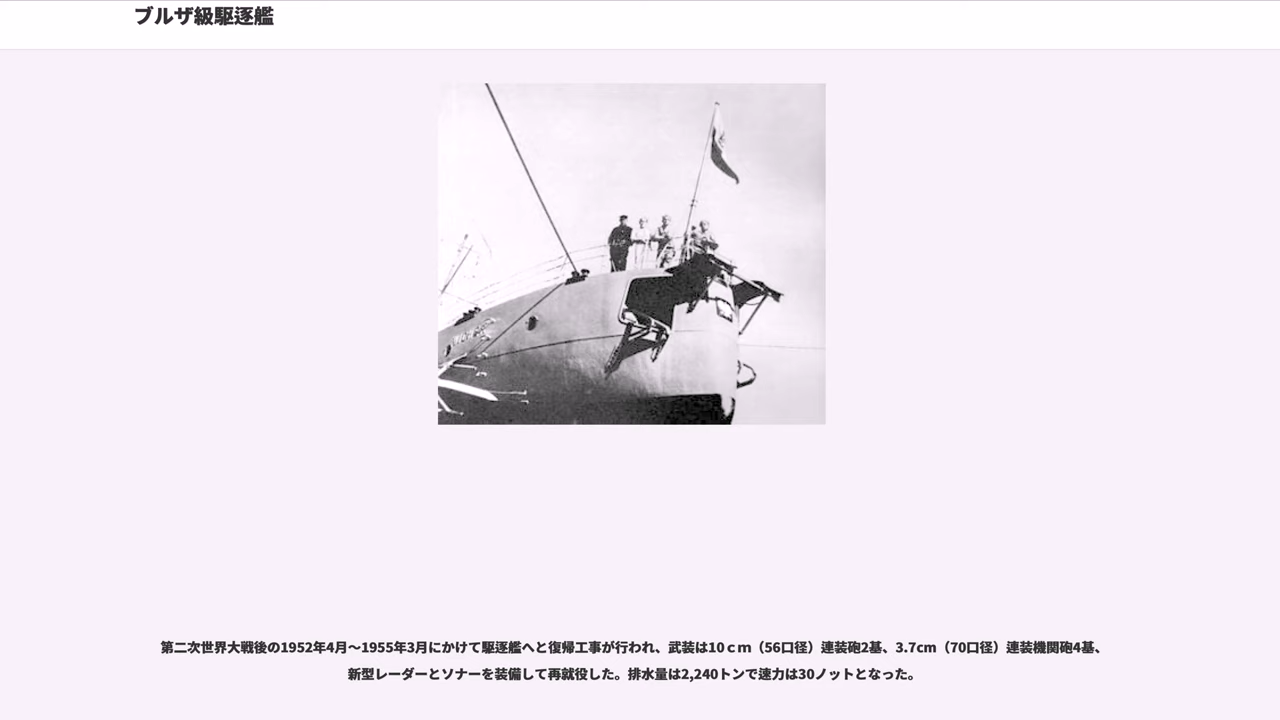 ブルザ級駆逐艦
第二次世界大戦後の1952年4月～1955年3月にかけて駆逐艦へと復帰工事が行われ、武装は10ｃｍ（56口径）連装砲2基、3.7cm（70口径）連装機関砲4基、
新型レーダーとソナーを装備して再就役した。排水量は2,240トンで速力は30ノットとなった。